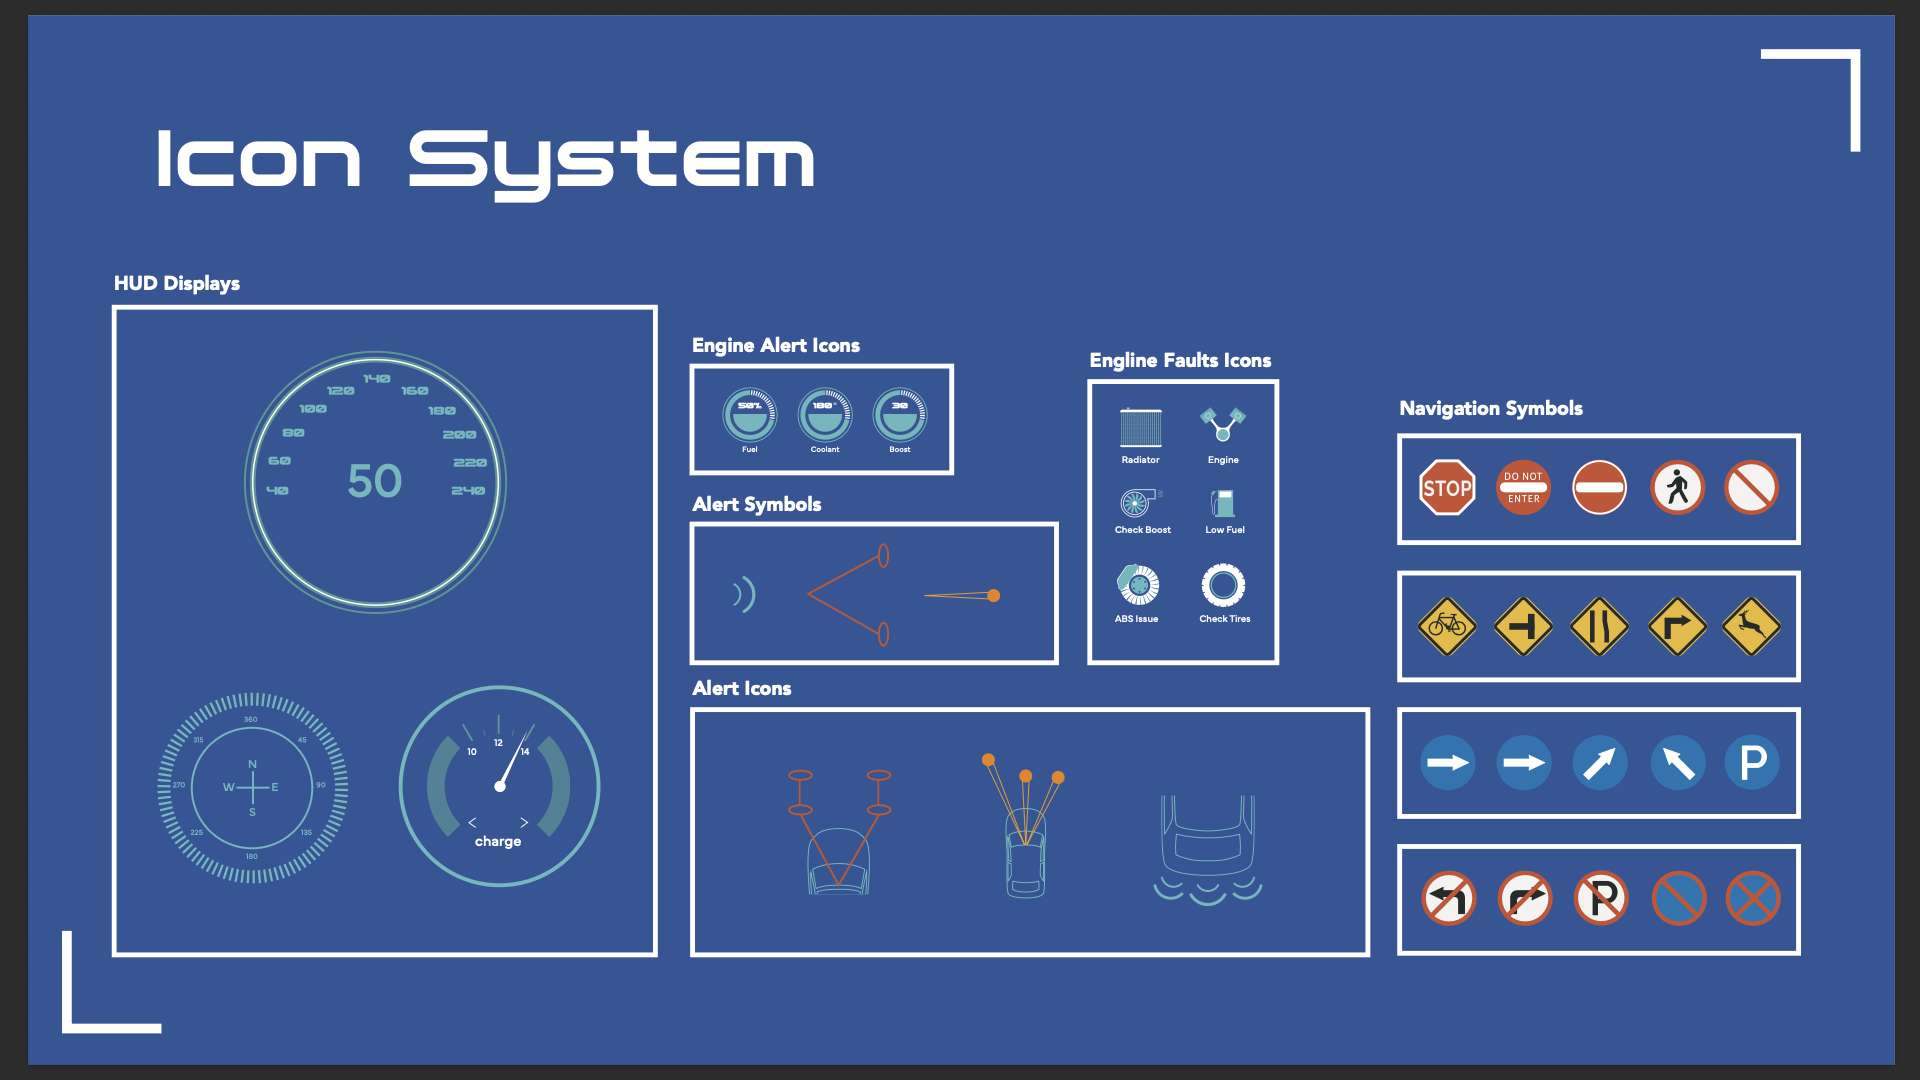 Icon System
HUD Displays
140
120 160
100 180
80 200
60 220
40 240
50
360
315 45
N
270 W E 90
S
225 135
180
10 12 14
< >
charge
Engine Alert Icons
50% 180° 30
Fuel Coolant Boost
Alert Symbols
Alert Icons
Engline Faults Icons
Radiator Engine
Check Boost Low Fuel
ABS Issue Check Tires
Navigation Symbols
STOP
DO NOT
ENTER
P
P